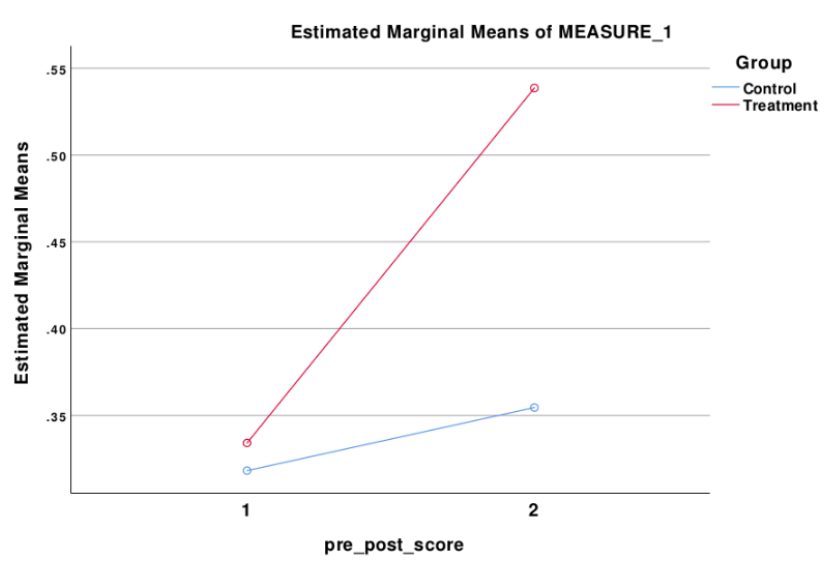 Estimated Marginal Means of MEASURE_1
Group
Control
Treatment
Estimated Marginal Means
.55
.50
.45
.40
.35
1
2
pre_post_score